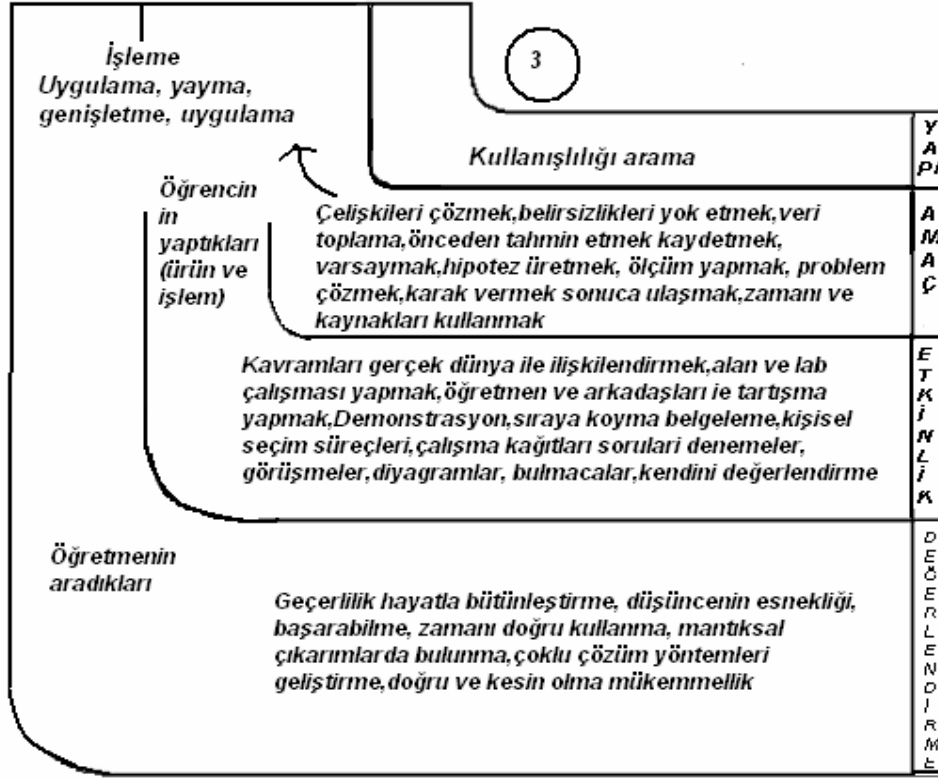 3
İşleme
Uygulama, yayma,
genişletme, uygulama
Kullanışlılığı arama
YAPI
Öğrencin
in
yaptıkları
(ürün ve
işlem)
Çelişkileri çözmek,belirsizlikleri yok etmek,veri
toplama,önceden tahmin etmek kaydetmek,
varsaymak,hipotez üretmek, ölçüm yapmak, problem
çözmek,karak vermek sonuca ulaşmak,zamanı ve
kaynakları kullanmak
AMAÇ
Kavramları gerçek dünya ile ilişkilendirmek,alan ve lab
çalışması yapmak,öğretmen ve arkadaşları ie tartışma
yapmak,Demonstrasyon,sıraya koyma belgeleme,kişisel
seçim süreçleri,çalışma kağıtları sorulari denemeler,
görüşmeler,diyagramlar, bulmacalar,kendini değerlendirme
ETKİNLİK
Öğretmenin
aradıkları
Geçerlilik hayatla bütünleştirme, düşüncenin esnekliği,
başarabilme, zamanı doğru kullanma, mantıksal
çıkarımlarda bulunma,çoklu çözüm yöntemleri
geliştirme,doğru ve kesin olma mükemmellik
DEĞERLENDIRME